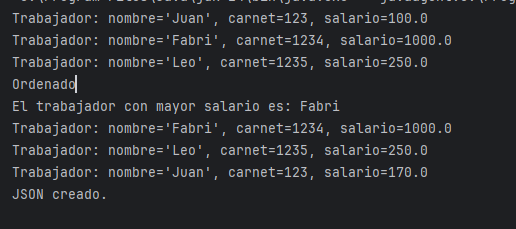 Trabajador: nombre='Juan', carnet=123, salario=100.0
Trabajador: nombre='Fabri', carnet=1234, salario=1000.0
Trabajador: nombre='Leo', carnet=1235, salario=250.0
Ordenado
El trabajador con mayor salario es: Fabri
Trabajador: nombre='Fabri', carnet=1234, salario=1000.0
Trabajador: nombre='Leo', carnet=1235, salario=250.0
Trabajador: nombre='Juan', carnet=123, salario=170.0
JSON creado.